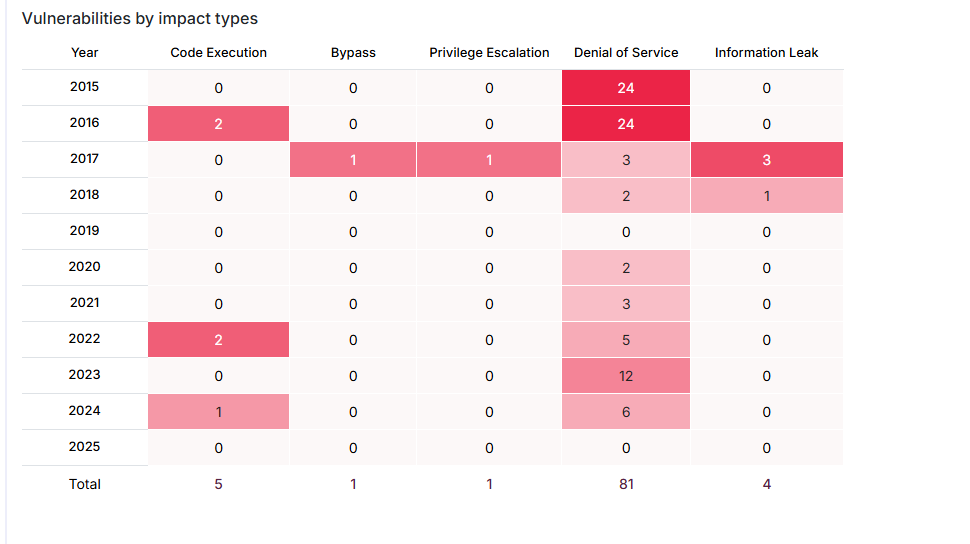 Vulnerabilities by impact types
Year Code Execution Bypass Privilege Escalation Denial of Service Information Leak
2015 0 0 0 24 0
2016 2 0 0 24 0
2017 0 1 1 3 3
2018 0 0 0 2 1
2019 0 0 0 0 0
2020 0 0 0 2 0
2021 0 0 0 3 0
2022 2 0 0 5 0
2023 0 0 0 12 0
2024 1 0 0 6 0
2025 0 0 0 0 0
Total 5 1 1 81 4